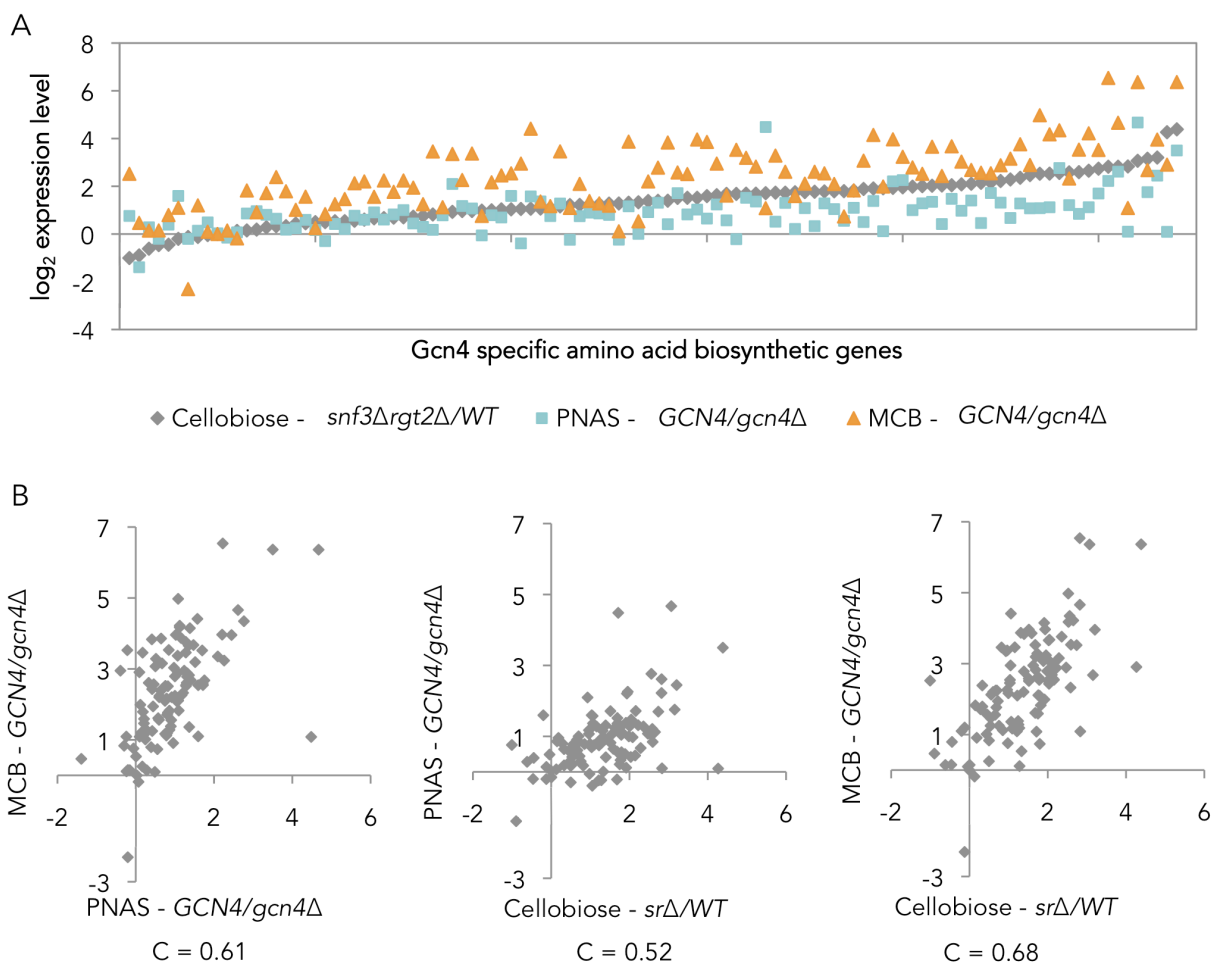 A
8
6
4
2
0
-2
-4
log2 expression level
Gcn4 specific amino acid biosynthetic genes
Cellobiose - snf3Δrgt2Δ/WT PNAS - GCN4/gcn4Δ MCB - GCN4/gcn4Δ
B
7
5
3
1
-3
-2 2 4 6
MCB - GCN4/gcn4Δ
PNAS - GCN4/gcn4Δ
C = 0.61
7
5
3
1
-3
-2 2 4 6
PNAS - GCN4/gcn4Δ
Cellobiose - srΔ/WT
C = 0.52
7
5
3
1
-3
-2 2 4 6
MCB - GCN4/gcn4Δ
Cellobiose - srΔ/WT
C = 0.68